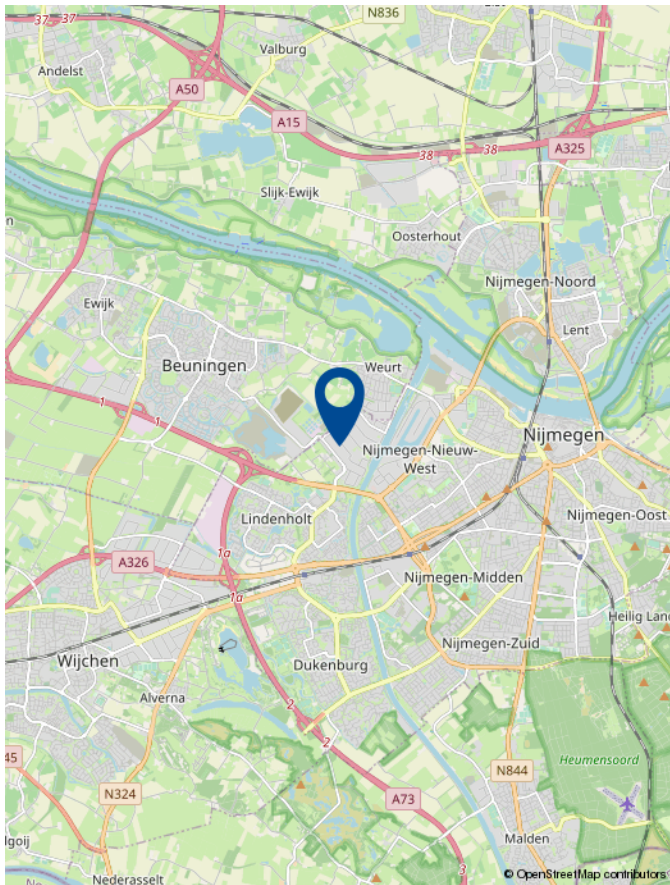 N836
37
37
Valburg
Andelst
A50
A15
38
38
A325
Slijk-Ewijk
Oosterhout
Nijmegen-Noord
Ewijk
Lent
Beuningen
Weurt
1
1
Nijmegen
Nijmegen-Nieuw-
West
Lindenholt
Nijmegen-Oost
1a
A326
Nijmegen-Midden
1a
Heilig Land
Nijmegen-Zuid
Wijchen
Dukenburg
Alverna
2
2
45
Heumensoord
N844
N324
A73
Malden
lgoij
3
Nederasselt
© OpenStreetMap contributors